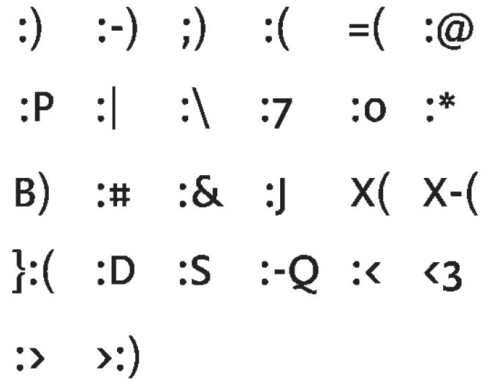 :) :-) ;) :( =( :@
:P :| :\ :7 :o :*
B) :# :& :J X( X-(
}:( :D :S :-Q :< <3
:> >:)